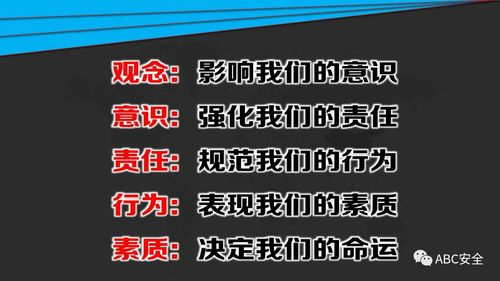 观念：影响我们的意识
意识：强化我们的责任
责任：规范我们的行为
行为：表现我们的素质
素质：决定我们的命运
ABC安全